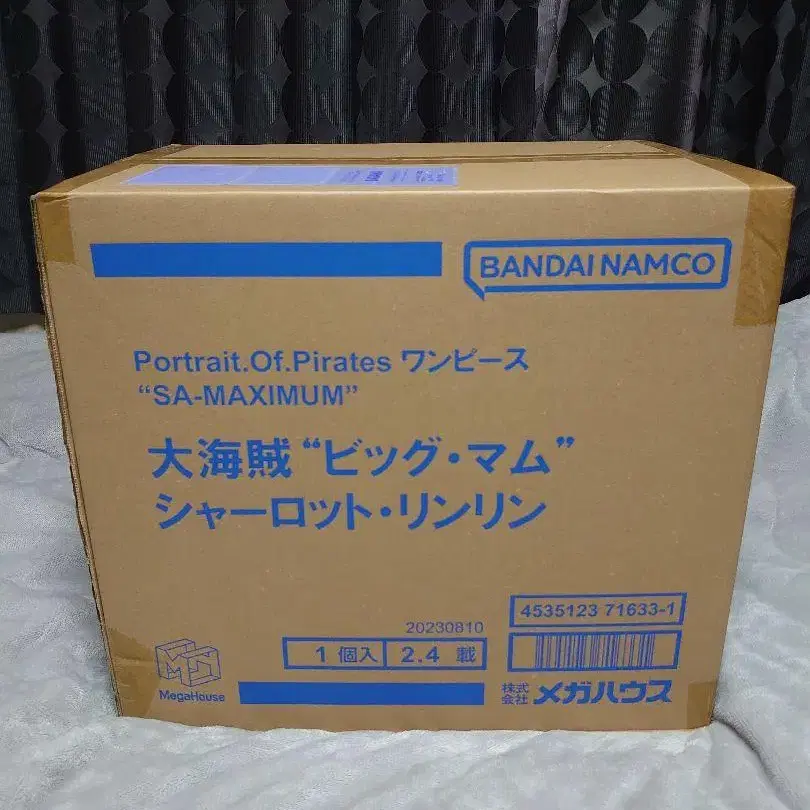 BANDAI NAMCO
Portrait.Of.Pirates ワンピース
“SA-MAXIMUM”
大海賊“ビッグ・マム”
シャーロット・リンリン
4535123 71633-1
20230810
1 個入 2.4 載
MegaHouse
株式会社 メガハウス